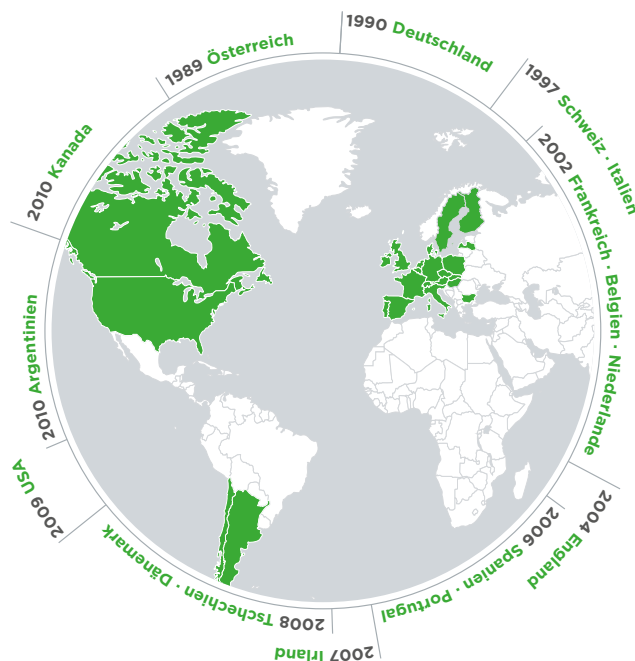 1989 Österreich
1990 Deutschland
1997 Schweiz · Italien
2002 Frankreich · Belgien · Niederlande
2004 England
2006 Spanien · Portugal
2007 Irland
2008 Tschechien · Dänemark
2009 USA
2010 Argentinien
2010 Kanada